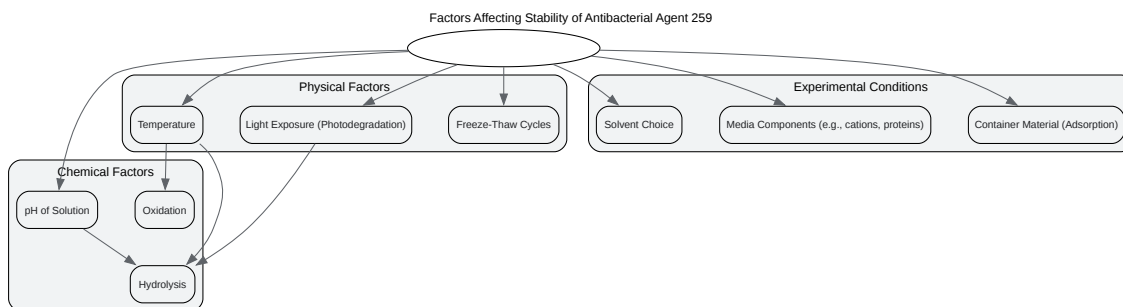 Factors Affecting Stability of Antibacterial Agent 259
Physical Factors
Experimental Conditions
Temperature
Light Exposure (Photodegradation)
Freeze-Thaw Cycles
Solvent Choice
Media Components (e.g., cations, proteins)
Container Material (Adsorption)
Chemical Factors
pH of Solution
Oxidation
Hydrolysis